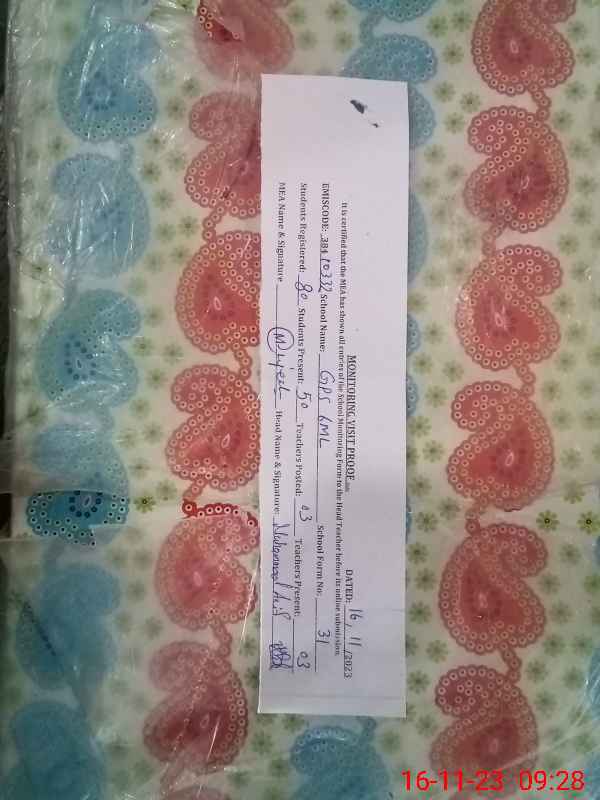 MONITORING VISIT PROOF DATED: 16, 11/2023
It is certified that the MEA has shown all entries of the School Monitoring Form to the Head Teacher before its online submission.
EMISCODE: 38410332 School Name: GPS 6ML School Form No: 31
Students Registered: 80 Students Present: 50 Teachers Posted: 03 Teachers Present: 03
MEA Name & Signature Head Name & Signature: Muhammad
16-11-23 09:28